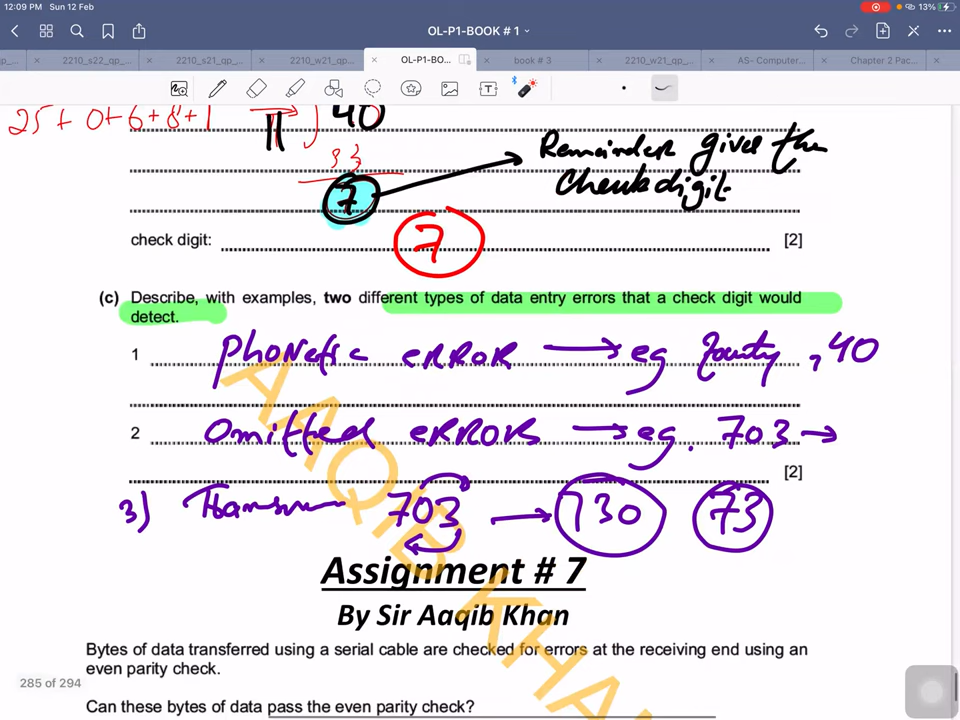 12:09 PM Sun 12 Feb
13%
OL-P1-BOOK # 1
2210_s22_qp_...
2210_s21_qp_...
2210_w21_qp...
OL-P1-BO...
book # 3
2210_w21_qp...
AS- Computer...
Chapter 2 Pac...
25+0+6+8+1
11
40
33
7
Remainder gives the
Check digit
check digit:
7
[2]
(c) Describe, with examples, two different types of data entry errors that a check digit would
detect.
1 Phonetic ERROR → eg , 40
2 Omitted ERRORS → eg. 703 →
[2]
3) 703 → 730 73
Assignment # 7
By Sir Aaqib Khan
Bytes of data transferred using a serial cable are checked for errors at the receiving end using an
even parity check.
285 of 294
Can these bytes of data pass the even parity check?
AAQIB KHA